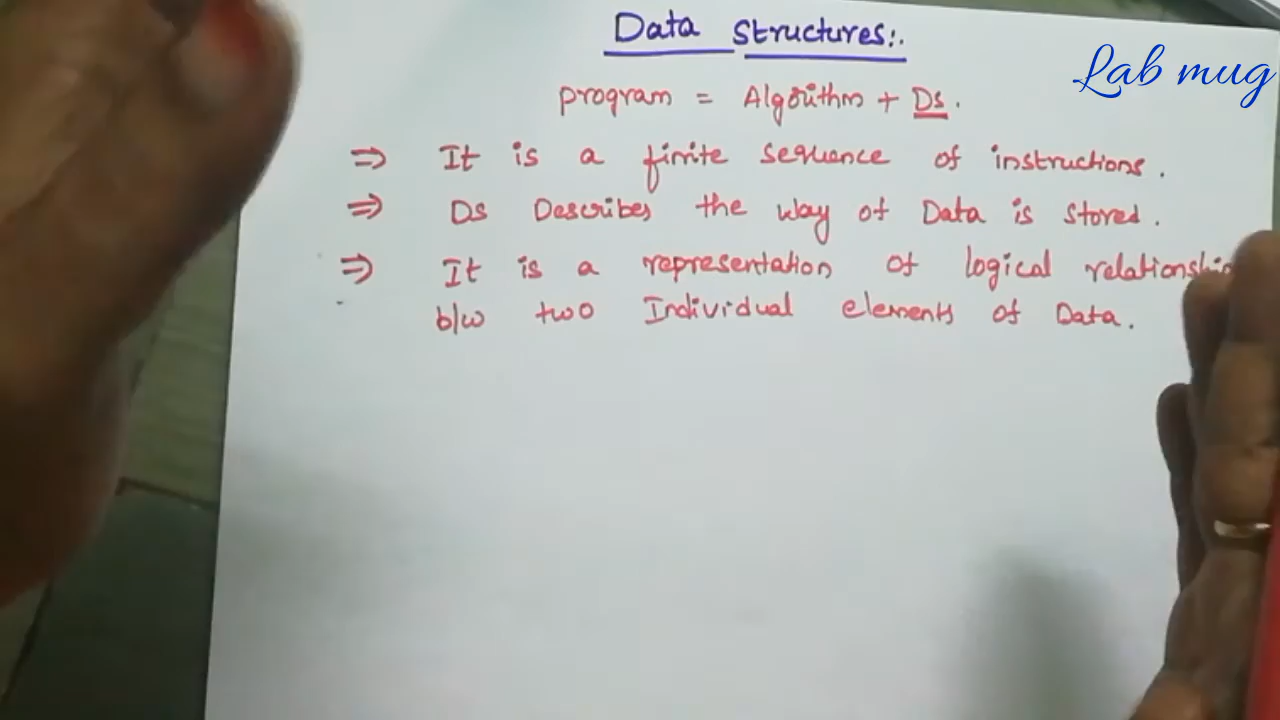 Data Structures:.
Lab mug
program = Algorithm + Ds.
⇒ It is a finite sequence of instructions.
⇒ Ds Describes the way of Data is stored.
⇒ It is a representation of logical relationship
b/w two Individual elements of Data.